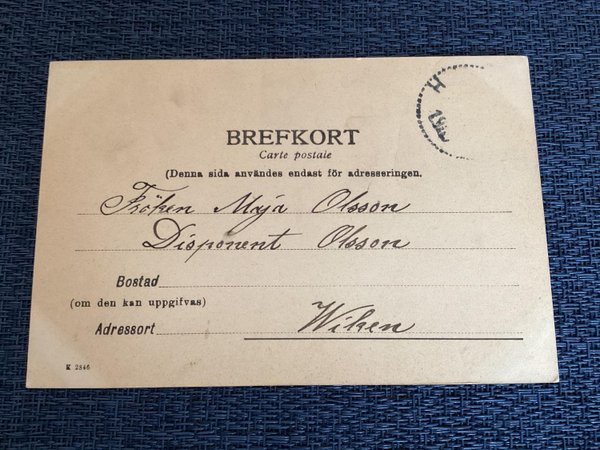 BREFKORT
Carte postale
(Denna sida användes endast för adresseringen.
Fröken Maja Olsson
Disponent Olsson
Bostad
(om den kan uppgifvas)
Adressort Wiken
K 2846